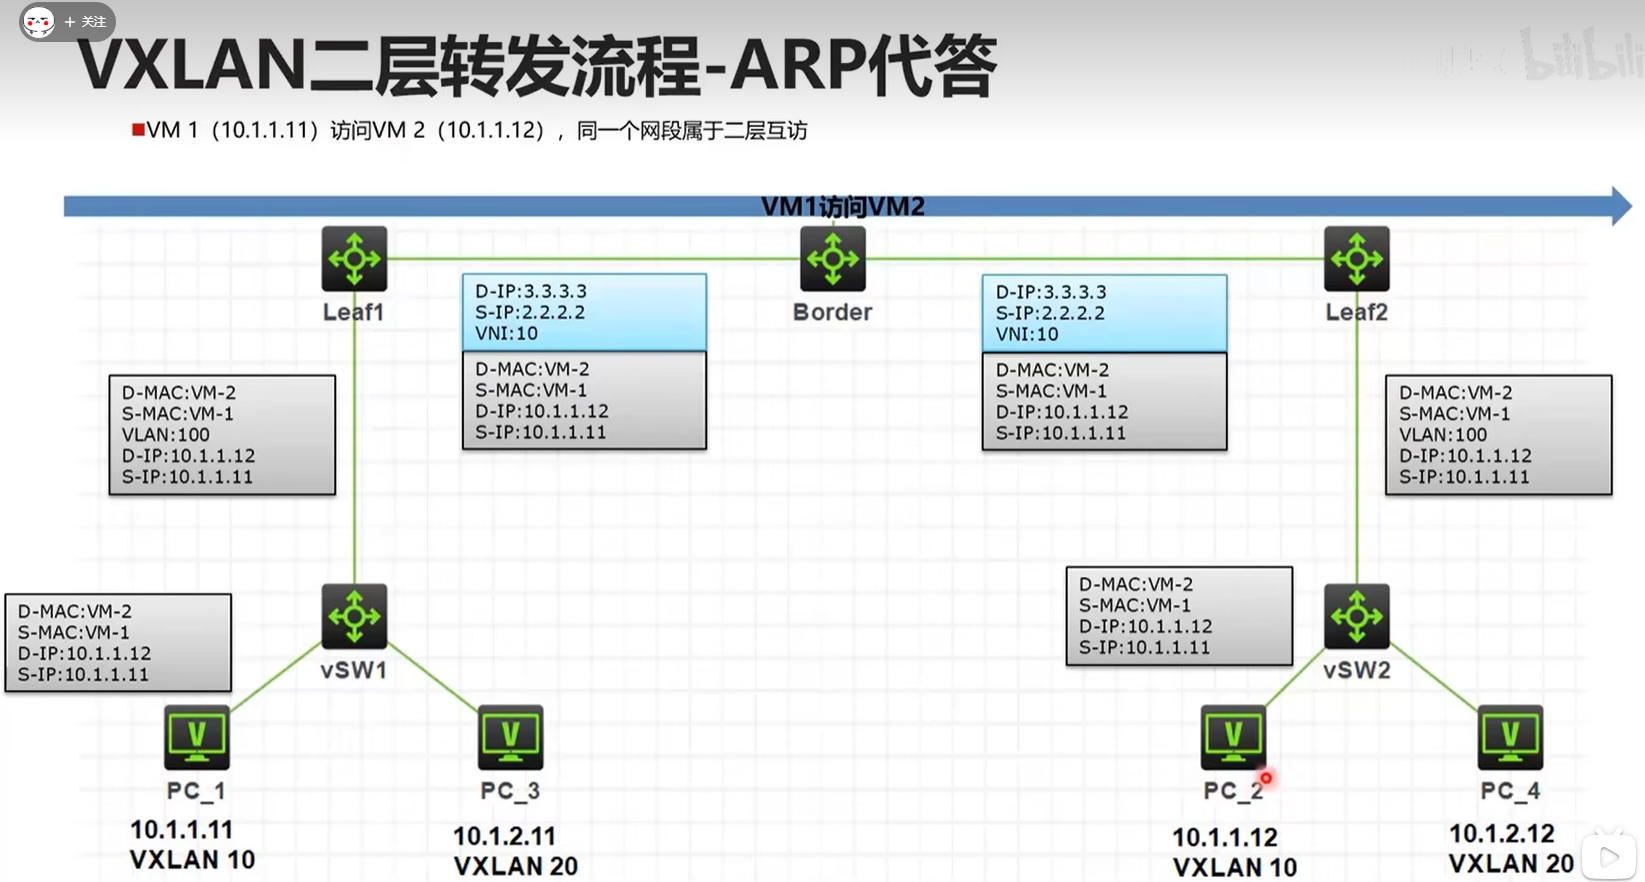 + 关注
VXLAN二层转发流程-ARP代答
bilibili
■VM 1（10.1.1.11）访问VM 2（10.1.1.12），同一个网段属于二层互访
VM1访问VM2
Leaf1
Border
Leaf2
D-IP:3.3.3.3
S-IP:2.2.2.2
VNI:10
D-MAC:VM-2
S-MAC:VM-1
D-IP:10.1.1.12
S-IP:10.1.1.11
D-IP:3.3.3.3
S-IP:2.2.2.2
VNI:10
D-MAC:VM-2
S-MAC:VM-1
D-IP:10.1.1.12
S-IP:10.1.1.11
D-MAC:VM-2
S-MAC:VM-1
VLAN:100
D-IP:10.1.1.12
S-IP:10.1.1.11
D-MAC:VM-2
S-MAC:VM-1
VLAN:100
D-IP:10.1.1.12
S-IP:10.1.1.11
D-MAC:VM-2
S-MAC:VM-1
D-IP:10.1.1.12
S-IP:10.1.1.11
vSW1
D-MAC:VM-2
S-MAC:VM-1
D-IP:10.1.1.12
S-IP:10.1.1.11
vSW2
V
PC_1
10.1.1.11
VXLAN 10
V
PC_3
10.1.2.11
VXLAN 20
V
PC_2
10.1.1.12
VXLAN 10
V
PC_4
10.1.2.12
VXLAN 20